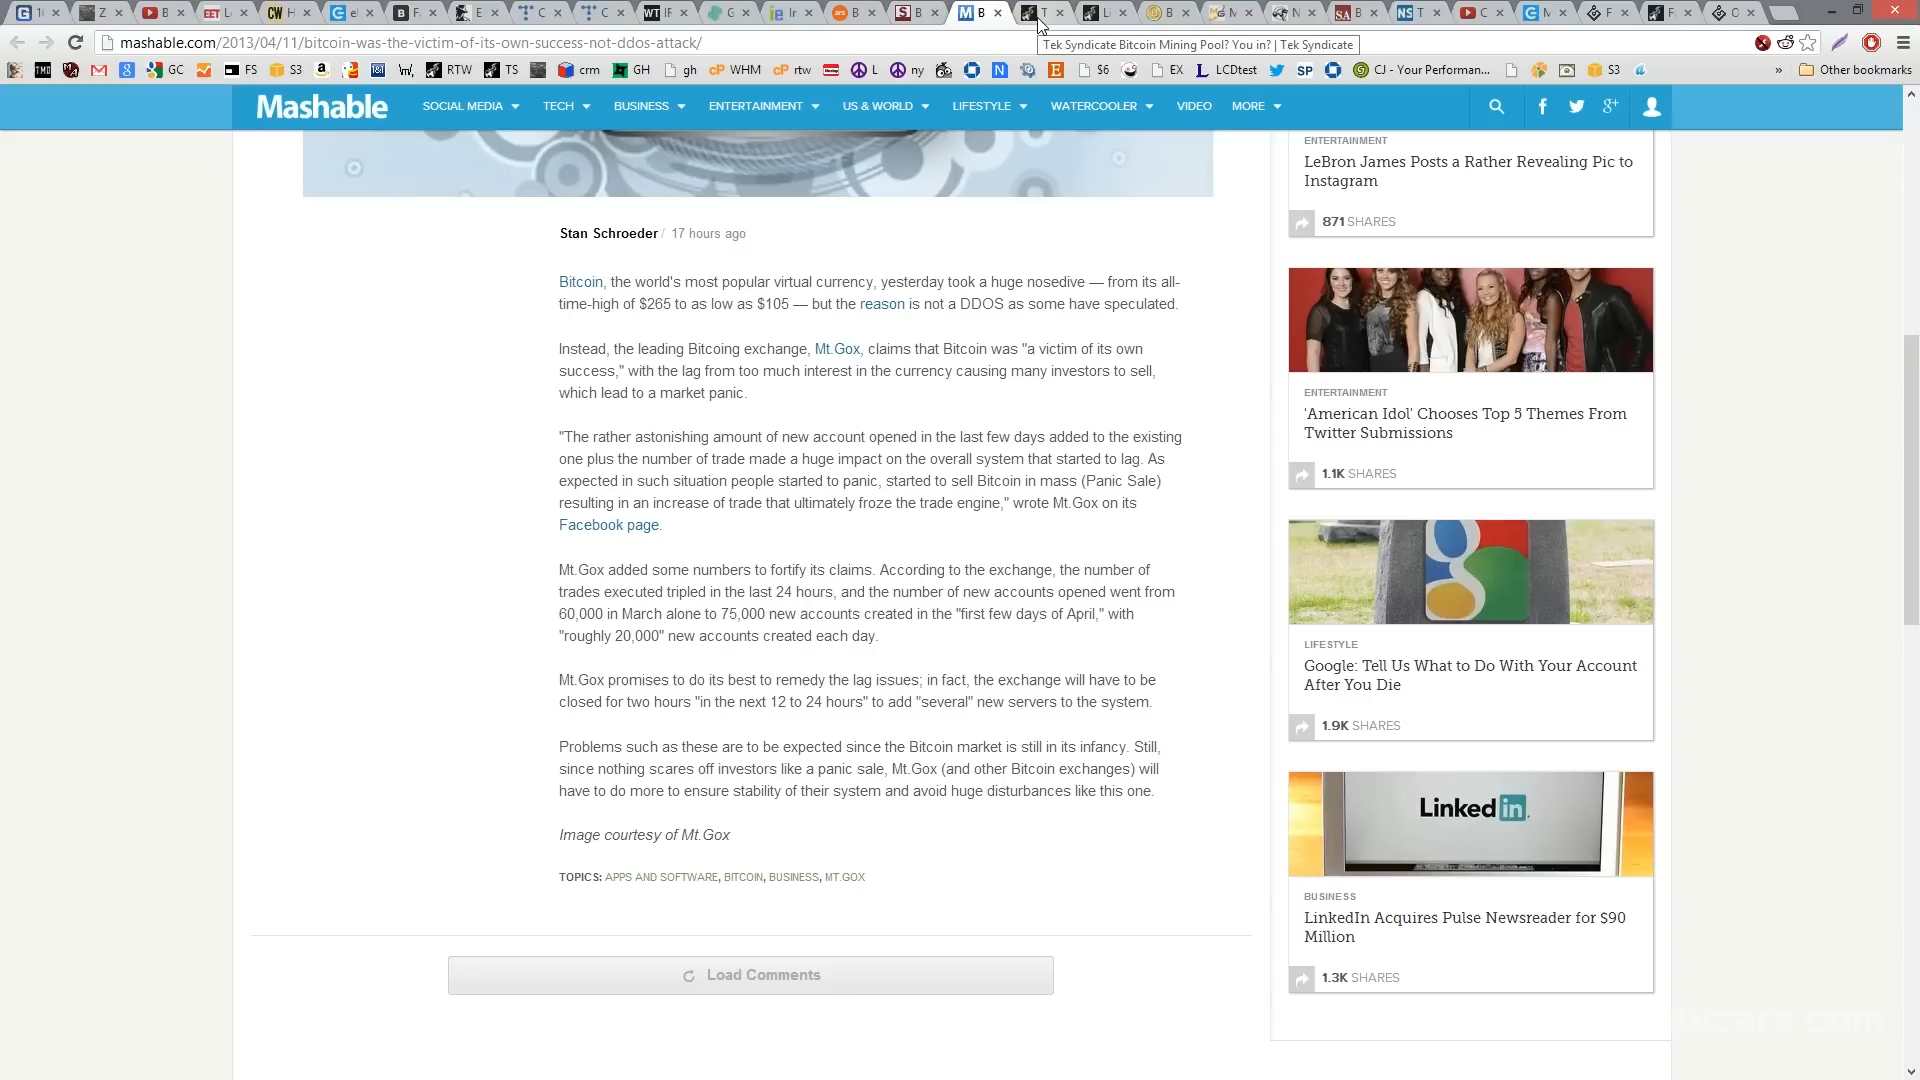 mashable.com/2013/04/11/bitcoin-was-the-victim-of-its-own-success-not-ddos-attack/
Tek Syndicate Bitcoin Mining Pool? You in? | Tek Syndicate
GC FS S3 RTW TS crm GH gh WHM rtw L ny $6 EX LCDtest SP CJ - Your Performan... S3 » Other bookmarks
Mashable SOCIAL MEDIA TECH BUSINESS ENTERTAINMENT US & WORLD LIFESTYLE WATERCOOLER VIDEO MORE
Stan Schroeder / 17 hours ago
Bitcoin, the world's most popular virtual currency, yesterday took a huge nosedive — from its all-
time-high of $265 to as low as $105 — but the reason is not a DDOS as some have speculated.
Instead, the leading Bitcoing exchange, Mt.Gox, claims that Bitcoin was "a victim of its own
success," with the lag from too much interest in the currency causing many investors to sell,
which lead to a market panic.
"The rather astonishing amount of new account opened in the last few days added to the existing
one plus the number of trade made a huge impact on the overall system that started to lag. As
expected in such situation people started to panic, started to sell Bitcoin in mass (Panic Sale)
resulting in an increase of trade that ultimately froze the trade engine," wrote Mt.Gox on its
Facebook page.
Mt.Gox added some numbers to fortify its claims. According to the exchange, the number of
trades executed tripled in the last 24 hours, and the number of new accounts opened went from
60,000 in March alone to 75,000 new accounts created in the "first few days of April," with
"roughly 20,000" new accounts created each day.
Mt.Gox promises to do its best to remedy the lag issues; in fact, the exchange will have to be
closed for two hours "in the next 12 to 24 hours" to add "several" new servers to the system.
Problems such as these are to be expected since the Bitcoin market is still in its infancy. Still,
since nothing scares off investors like a panic sale, Mt.Gox (and other Bitcoin exchanges) will
have to do more to ensure stability of their system and avoid huge disturbances like this one.
Image courtesy of Mt.Gox
TOPICS: APPS AND SOFTWARE, BITCOIN, BUSINESS, MT.GOX
Load Comments
ENTERTAINMENT
LeBron James Posts a Rather Revealing Pic to
Instagram
871 SHARES
ENTERTAINMENT
'American Idol' Chooses Top 5 Themes From
Twitter Submissions
1.1K SHARES
LIFESTYLE
Google: Tell Us What to Do With Your Account
After You Die
1.9K SHARES
Linked in
BUSINESS
LinkedIn Acquires Pulse Newsreader for $90
Million
1.3K SHARES